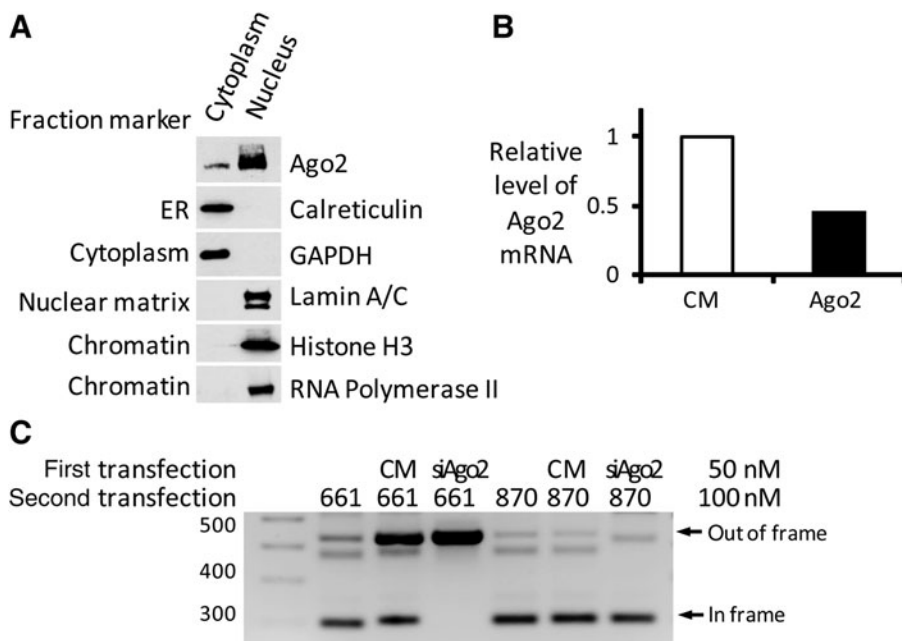 A
Cytoplasm
Nucleus
Fraction marker
Ago2
ER Calreticulin
Cytoplasm GAPDH
Nuclear matrix Lamin A/C
Chromatin Histone H3
Chromatin RNA Polymerase II
B
Relative level of Ago2 mRNA
1
0.5
0
CM Ago2
C
First transfection CM siAgo2 CM siAgo2 50 nM
Second transfection 661 661 661 870 870 870 100 nM
500
Out of frame
400
300
In frame